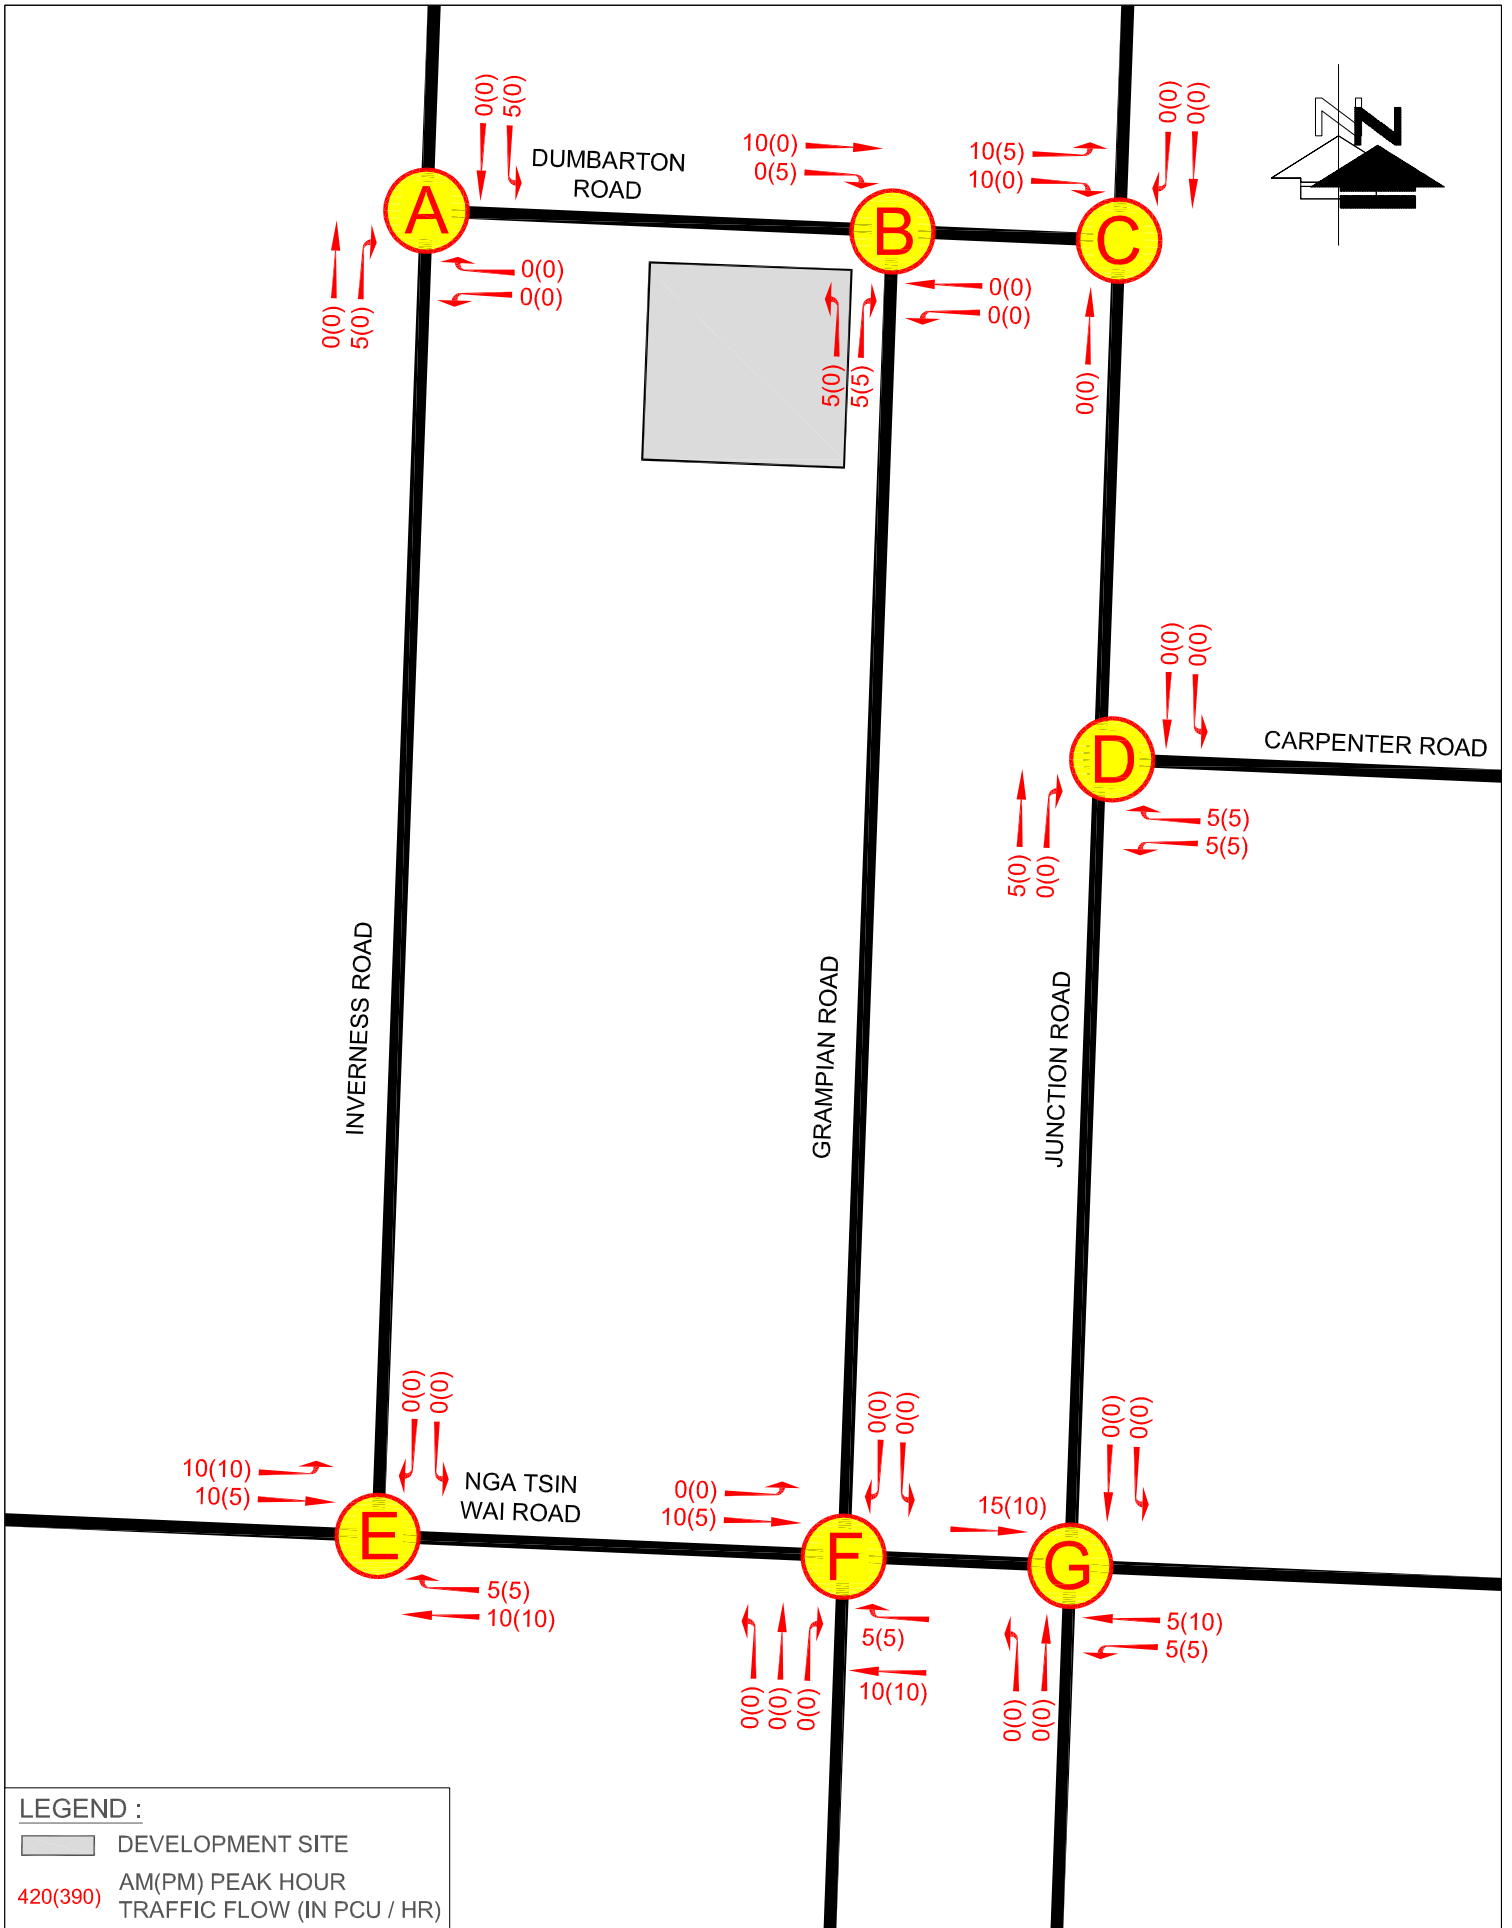 0(0)
5(0)
DUMBARTON
ROAD
10(0)
0(5)
10(5)
10(0)
0(0)
0(0)
N
A
B
C
0(0)
5(0)
0(0)
0(0)
5(0)
5(5)
0(0)
0(0)
0(0)
0(0)
0(0)
CARPENTER ROAD
D
5(0)
0(0)
5(5)
5(5)
INVERNESS ROAD
GRAMPIAN ROAD
JUNCTION ROAD
0(0)
0(0)
10(10)
10(5)
NGA TSIN
WAI ROAD
0(0)
10(5)
0(0)
0(0)
15(10)
0(0)
0(0)
E
F
G
5(5)
10(10)
0(0)
0(0)
0(0)
5(5)
10(10)
0(0)
0(0)
5(10)
5(5)
LEGEND :
DEVELOPMENT SITE
420(390)
AM(PM) PEAK HOUR
TRAFFIC FLOW (IN PCU / HR)